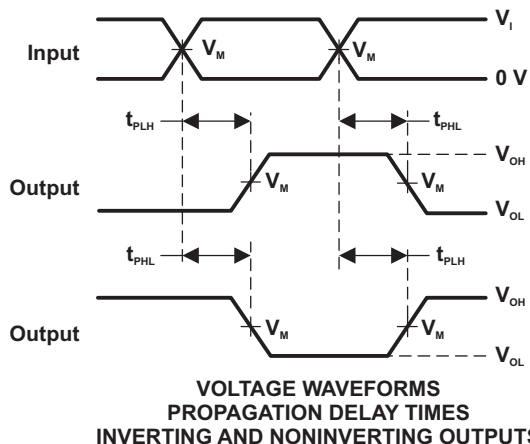 Input
V_M
V_M
V_I
0 V
t_PLH
t_PHL
Output
V_M
V_M
V_OH
V_OL
t_PHL
t_PLH
Output
V_M
V_M
V_OH
V_OL
VOLTAGE WAVEFORMS
PROPAGATION DELAY TIMES
INVERTING AND NONINVERTING OUTPUTS